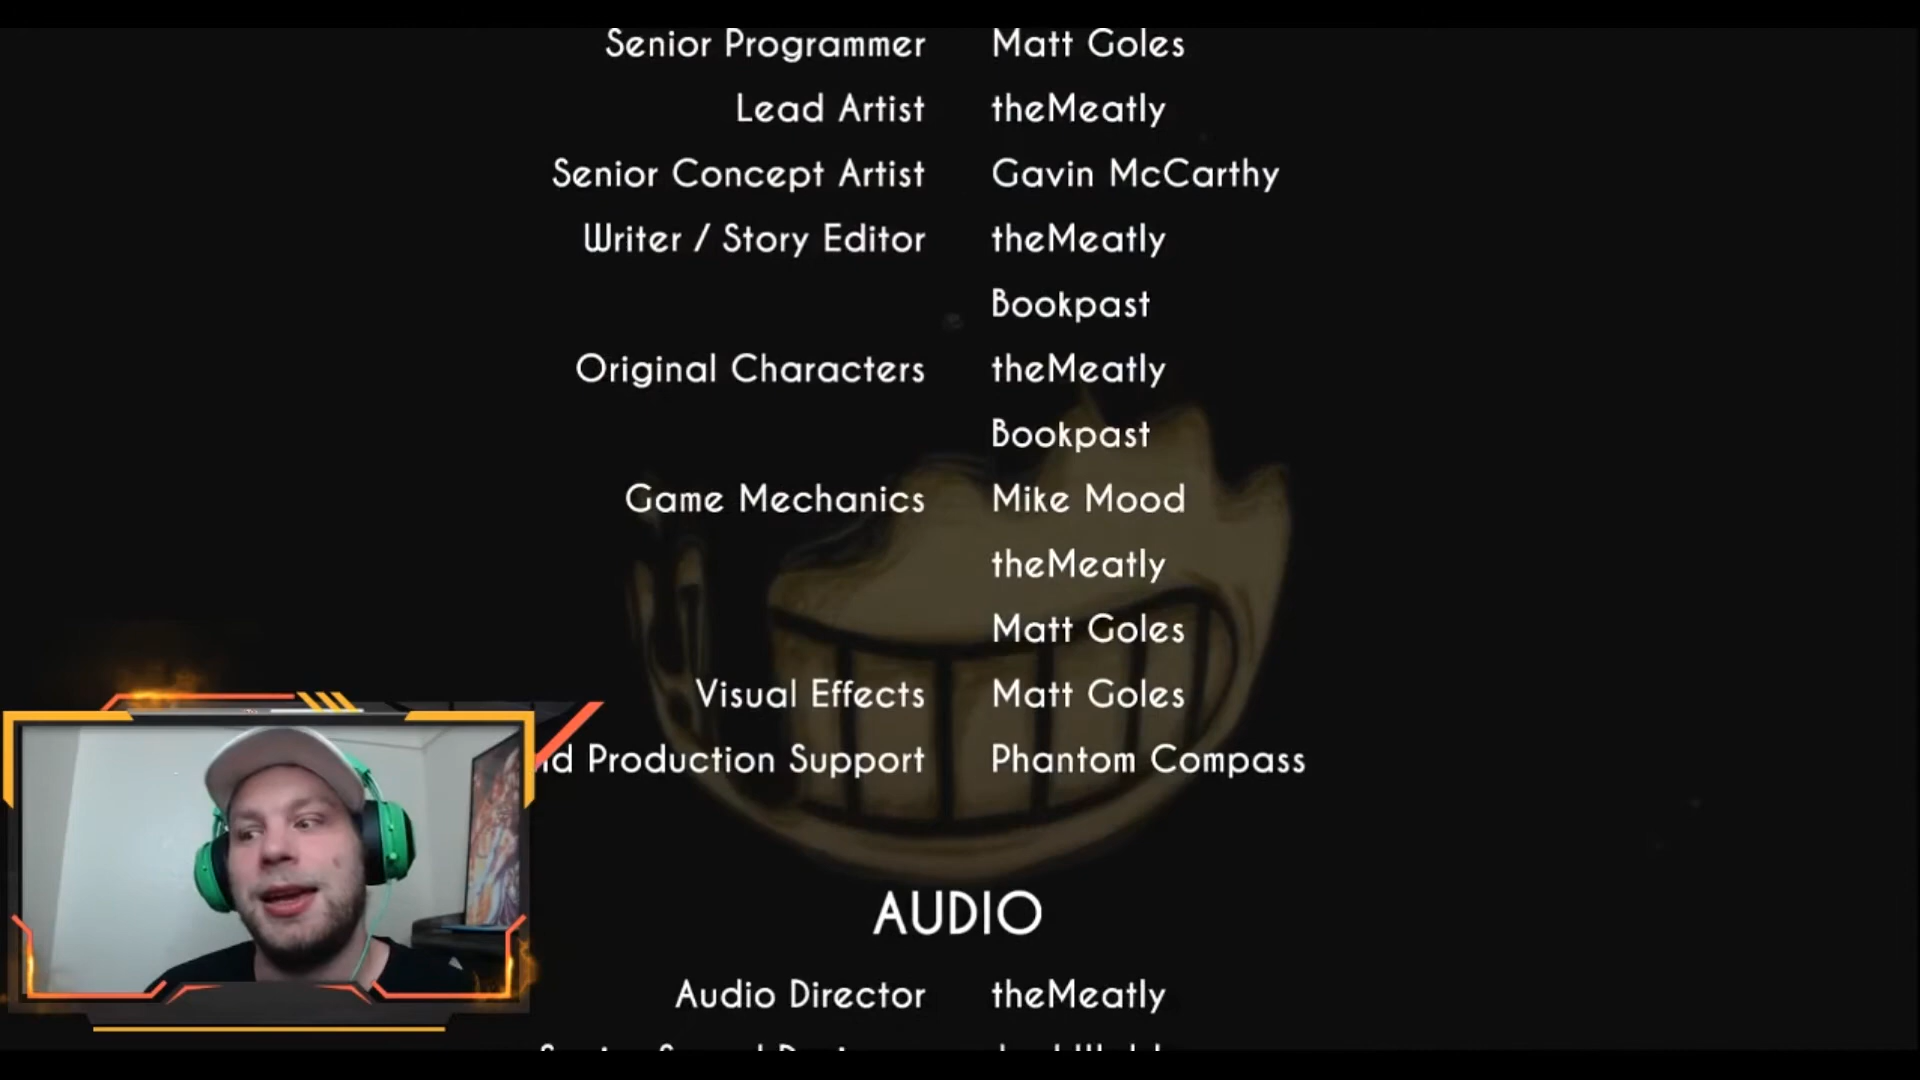 Senior Programmer Matt Goles
Lead Artist theMeatly
Senior Concept Artist Gavin McCarthy
Writer / Story Editor theMeatly
Bookpast
Original Characters theMeatly
Bookpast
Game Mechanics Mike Mood
theMeatly
Matt Goles
Visual Effects Matt Goles
Production Support Phantom Compass
AUDIO
Audio Director theMeatly